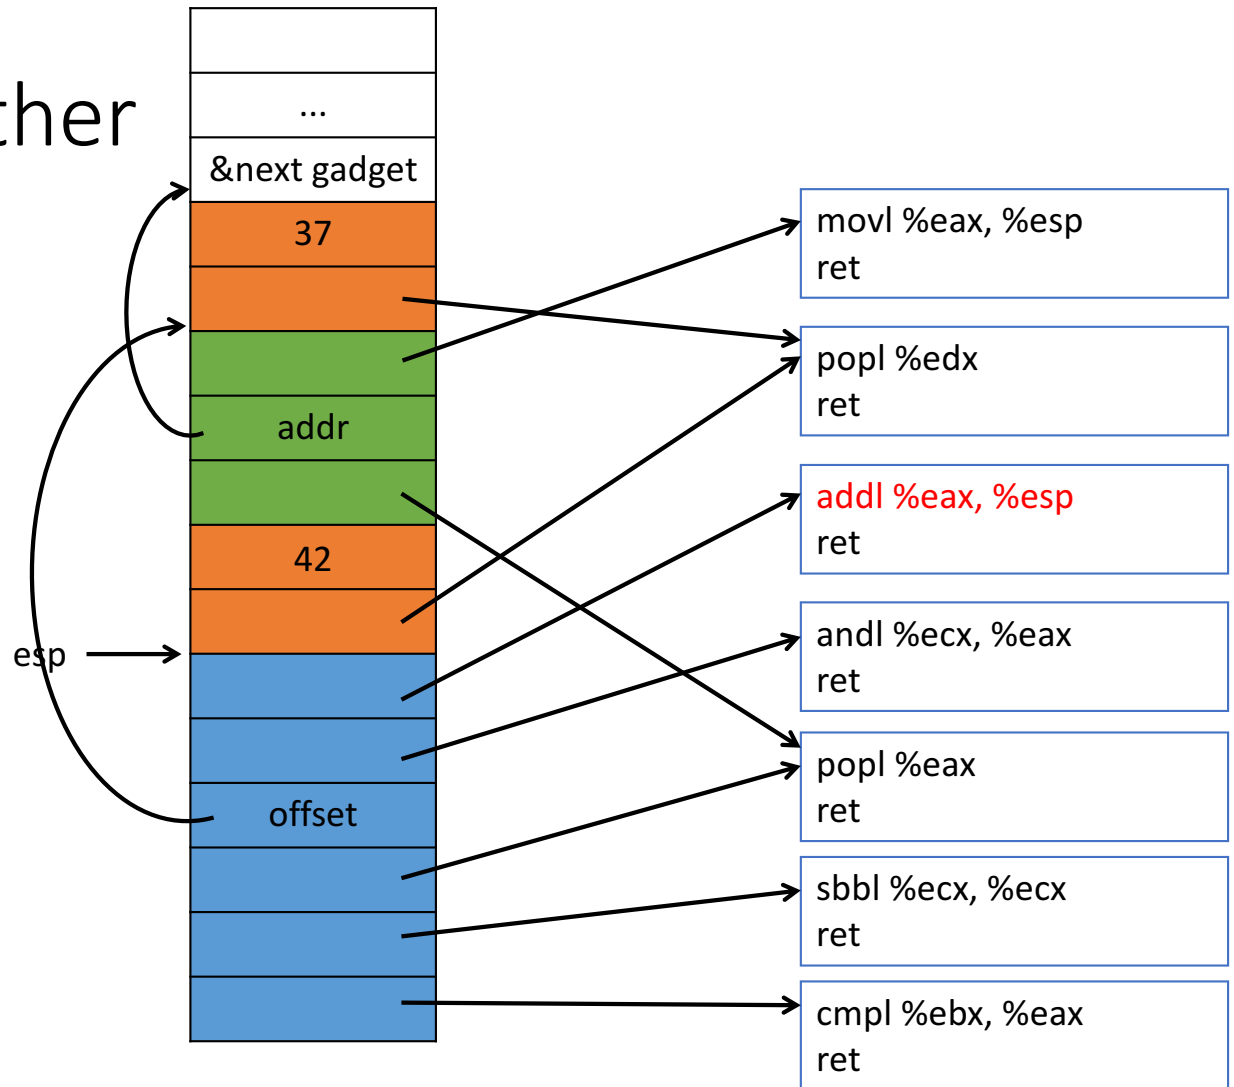 ther
...
&next gadget
37
addr
42
esp
offset
movl %eax, %esp
ret
popl %edx
ret
addl %eax, %esp
ret
andl %ecx, %eax
ret
popl %eax
ret
sbbl %ecx, %ecx
ret
cmpl %ebx, %eax
ret